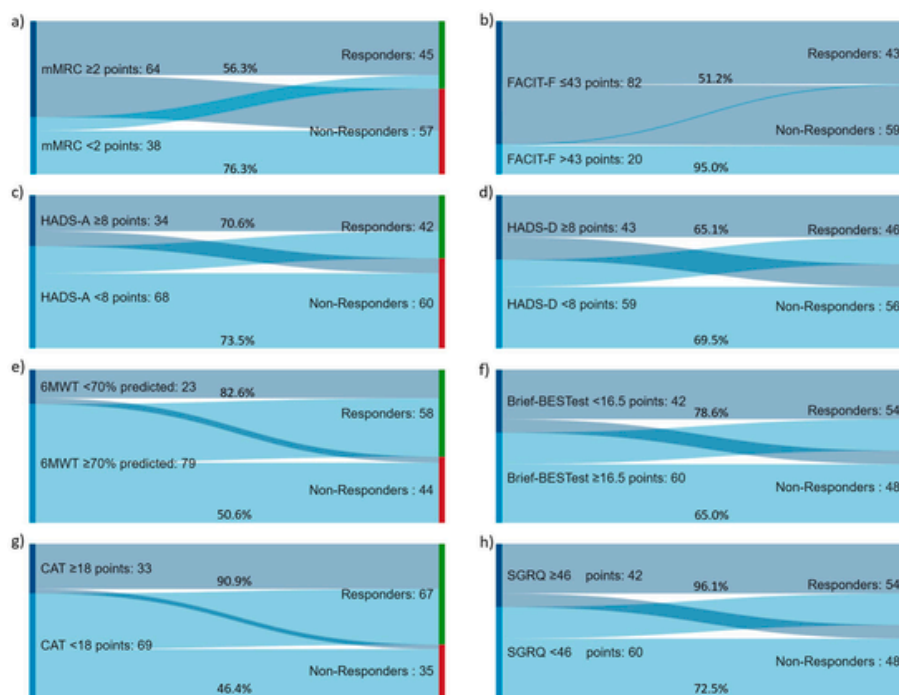 a)
mMRC ≥2 points: 64
56.3%
Responders: 45
Non-Responders : 57
mMRC <2 points: 38
76.3%
b)
Responders: 43
FACIT-F ≤43 points: 82
51.2%
Non-Responders: 59
FACIT-F >43 points: 20
95.0%
c)
HADS-A ≥8 points: 34
70.6%
Responders: 42
HADS-A <8 points: 68
Non-Responders : 60
73.5%
d)
HADS-D ≥8 points: 43
65.1%
Responders: 46
HADS-D <8 points: 59
Non-Responders: 56
69.5%
e)
6MWT <70% predicted: 23
82.6%
Responders: 58
6MWT ≥70% predicted: 79
Non-Responders : 44
50.6%
f)
Brief-BESTest <16.5 points: 42
78.6%
Responders: 54
Brief-BESTest ≥16.5 points: 60
Non-Responders : 48
65.0%
g)
CAT ≥18 points: 33
90.9%
Responders: 67
CAT <18 points: 69
Non-Responders : 35
46.4%
h)
SGRQ ≥46 points: 42
96.1%
Responders: 54
SGRQ <46 points: 60
Non-Responders: 48
72.5%